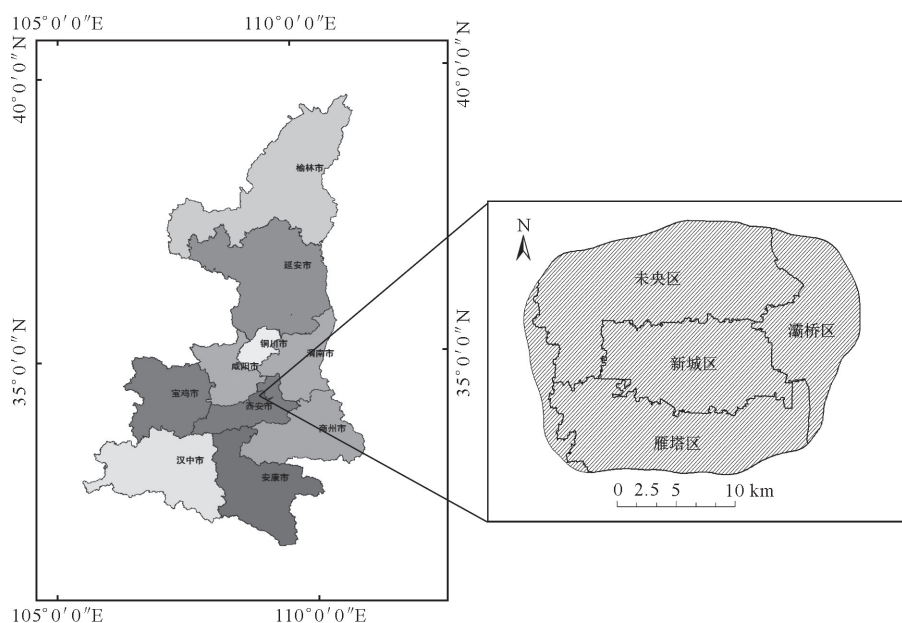 105°0′0″E
110°0′0″E
40°0′0″N
40°0′0″N
榆林市
延安市
铜川市
渭南市
咸阳市
宝鸡市
西安市
商州市
汉中市
安康市
35°0′0″N
35°0′0″N
105°0′0″E
110°0′0″E
N
未央区
灞桥区
新城区
雁塔区
0 2.5 5 10 km